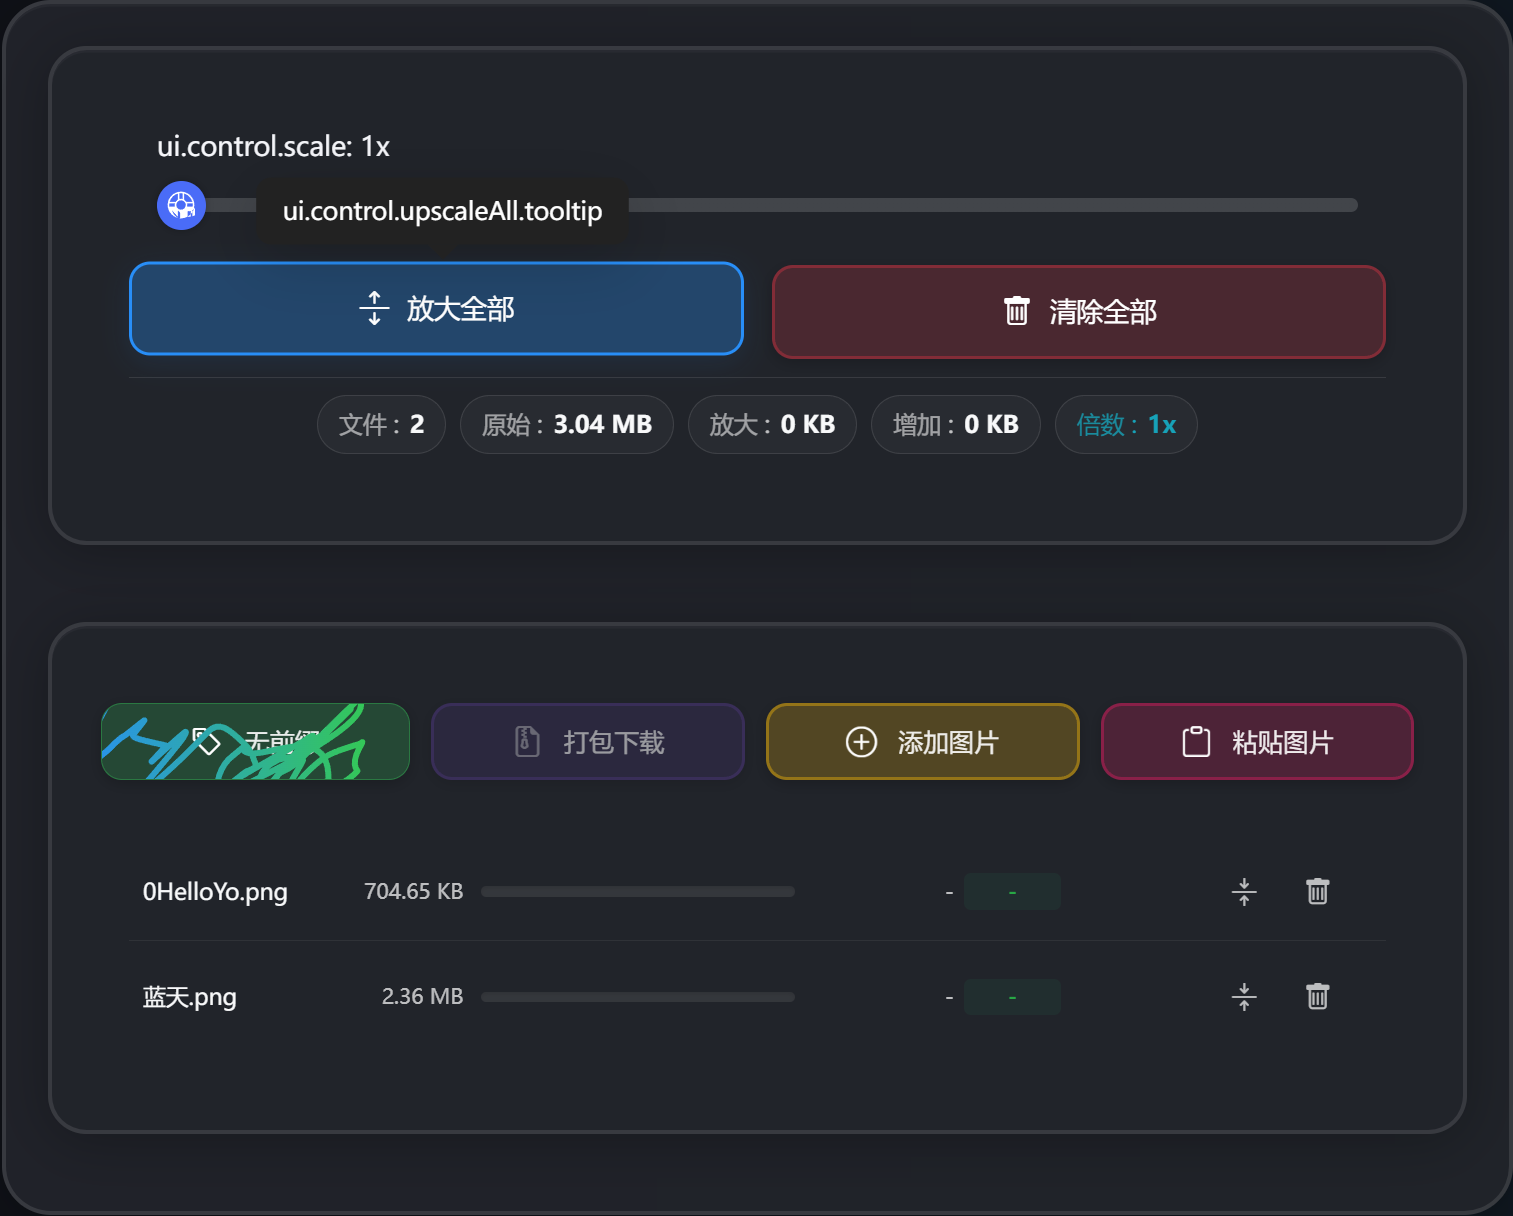 ui.control.scale: 1x
ui.control.upscaleAll.tooltip
放大全部
清除全部
文件 : 2
原始 : 3.04 MB
放大 : 0 KB
增加 : 0 KB
倍数 : 1x
无前缀
打包下载
添加图片
粘贴图片
0HelloYo.png 704.65 KB - -
蓝天.png 2.36 MB - -